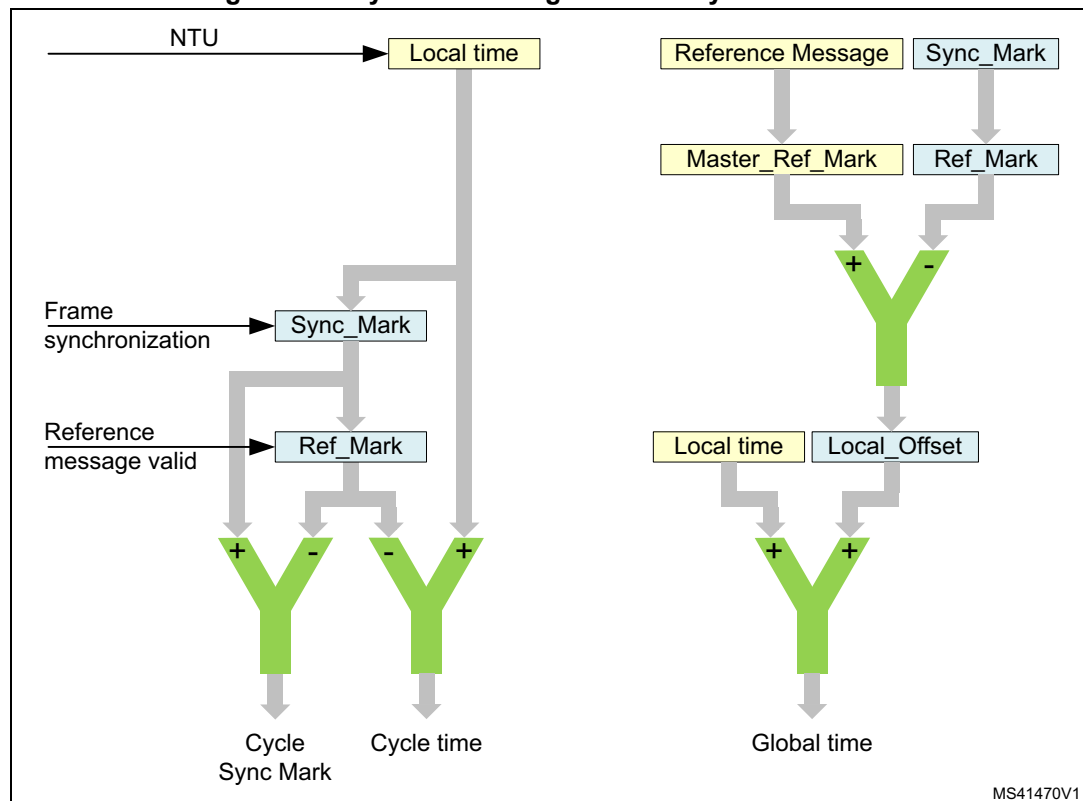 NTU
Local time
Reference Message
Sync_Mark
Master_Ref_Mark
Ref_Mark
+
-
Frame
synchronization
Sync_Mark
Reference
message valid
Ref_Mark
Local time
Local_Offset
+
-
-
+
+
+
Cycle
Sync Mark
Cycle time
Global time
MS41470V1